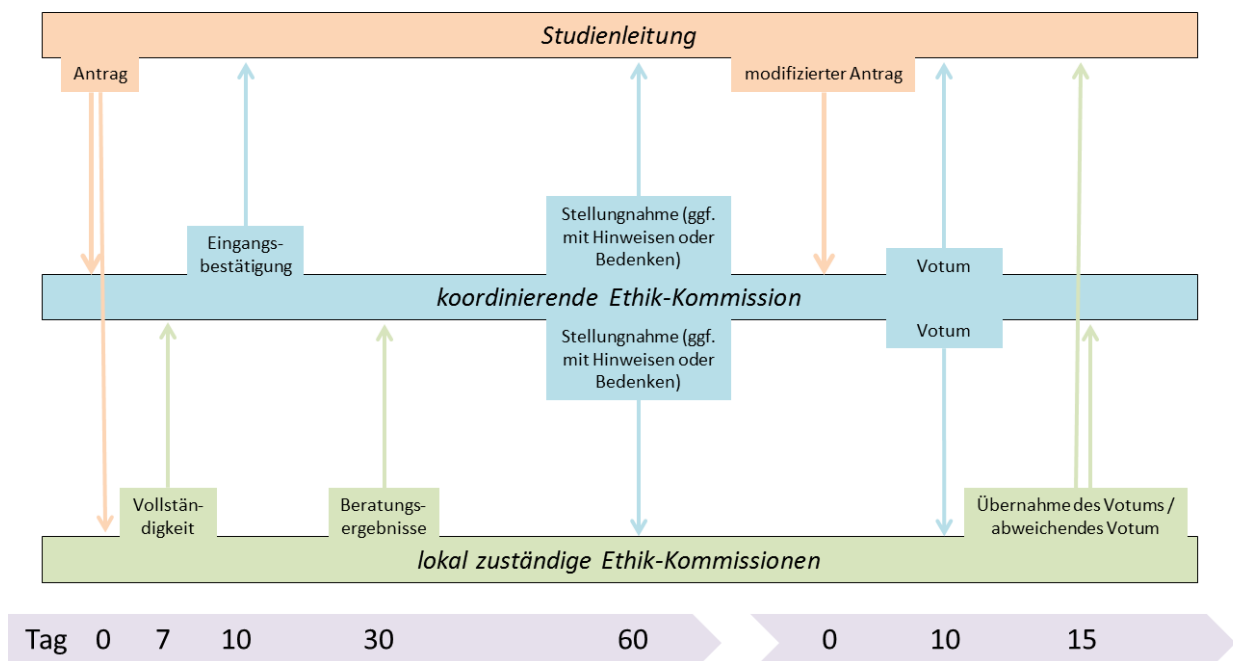 Studienleitung
Antrag
modifizierter Antrag
Eingangs-
bestätigung
Stellungnahme (ggf.
mit Hinweisen oder
Bedenken)
Votum
koordinierende Ethik-Kommission
Stellungnahme (ggf.
mit Hinweisen oder
Bedenken)
Votum
Vollstän-
digkeit
Beratungs-
ergebnisse
Übernahme des Votums /
abweichendes Votum
lokal zuständige Ethik-Kommissionen
Tag 0 7 10 30 60 0 10 15